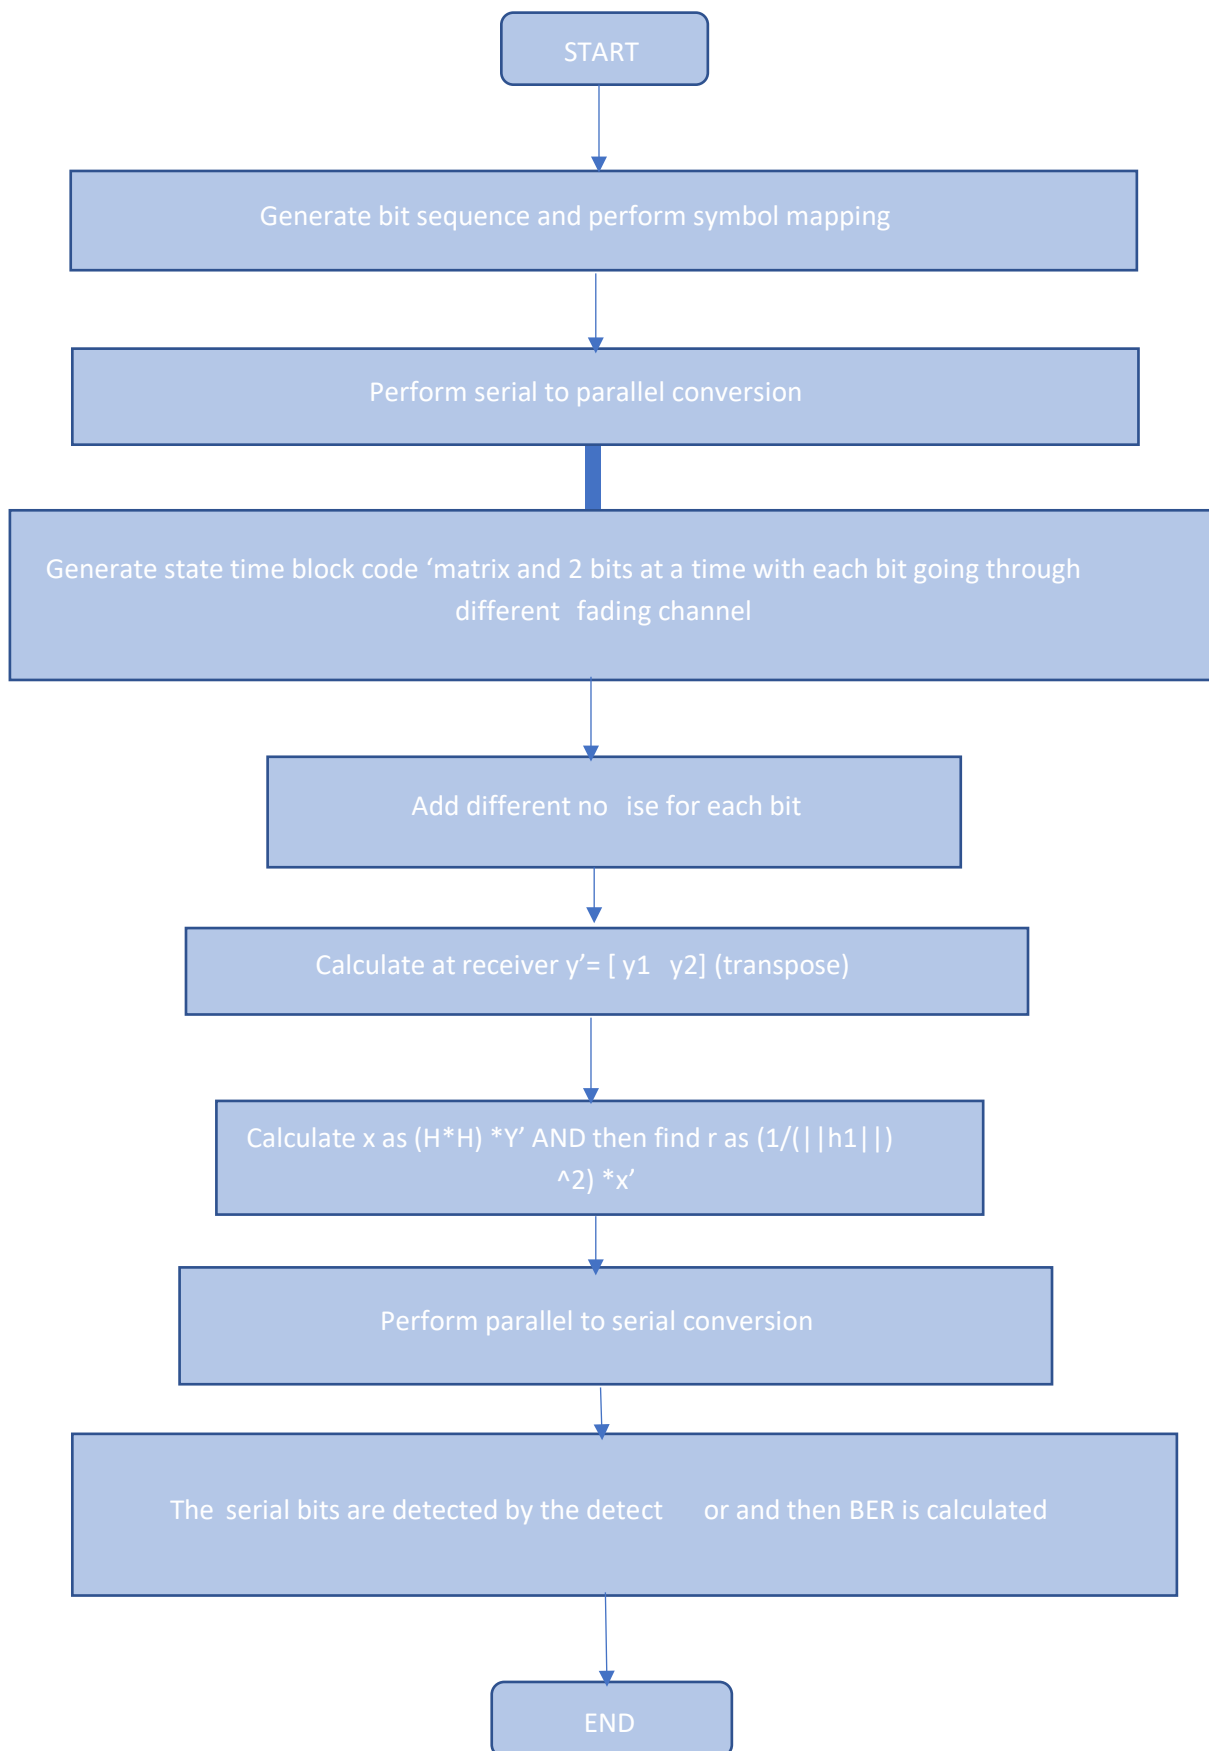 START
Generate bit sequence and perform symbol mapping
Perform serial to parallel conversion
Generate state time block code ‘matrix and 2 bits at a time with each bit going through
different fading channel
Add different no ise for each bit
Calculate at receiver y’= [ y1 y2] (transpose)
Calculate x as (H*H) *Y’ AND then find r as (1/(||h1||)
^2) *x’
Perform parallel to serial conversion
The serial bits are detected by the detect or and then BER is calculated
END